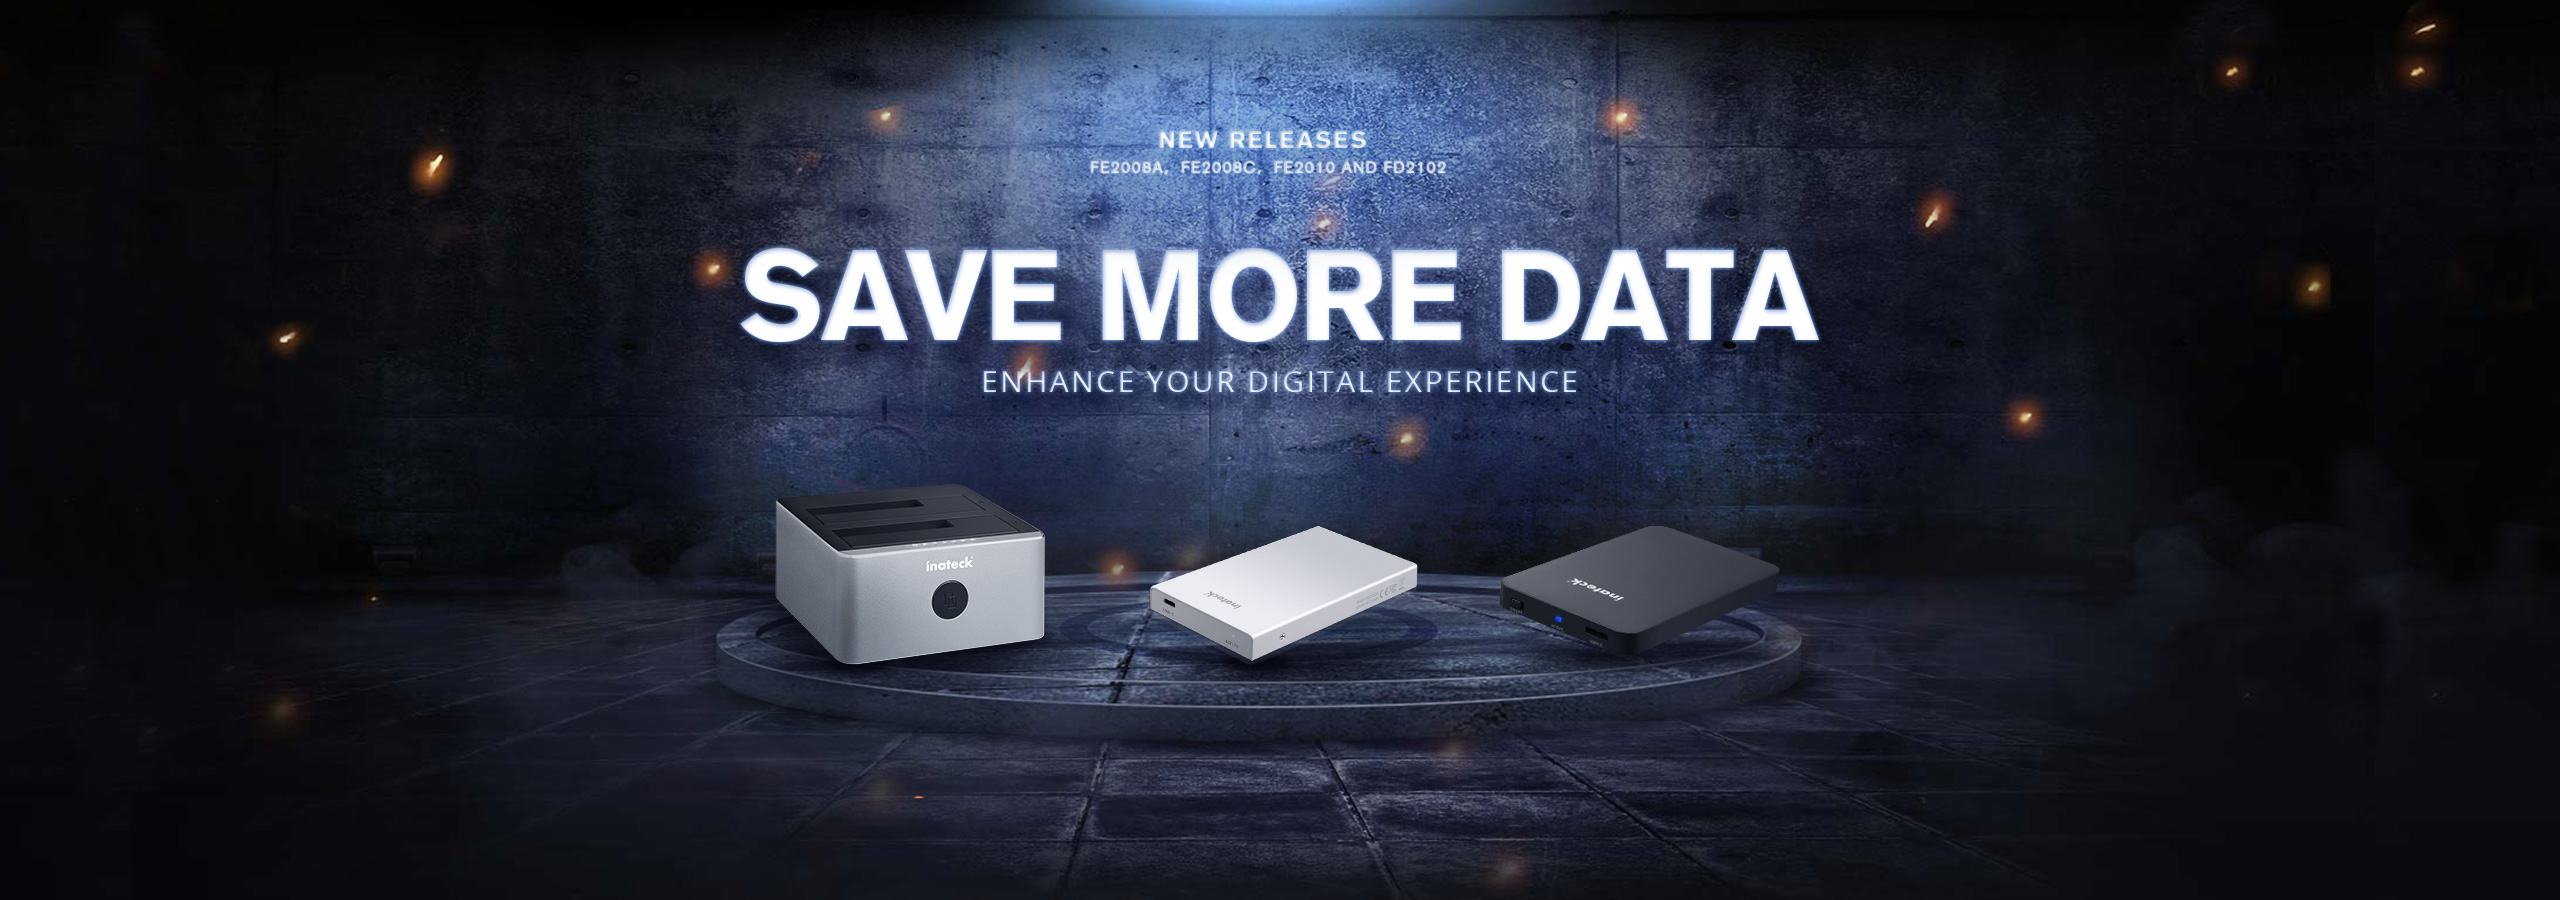 NEW RELEASES
FE2008A, FE2008C, FE2010 AND FD2102
SAVE MORE DATA
ENHANCE YOUR DIGITAL EXPERIENCE
inateck
inateck
inateck